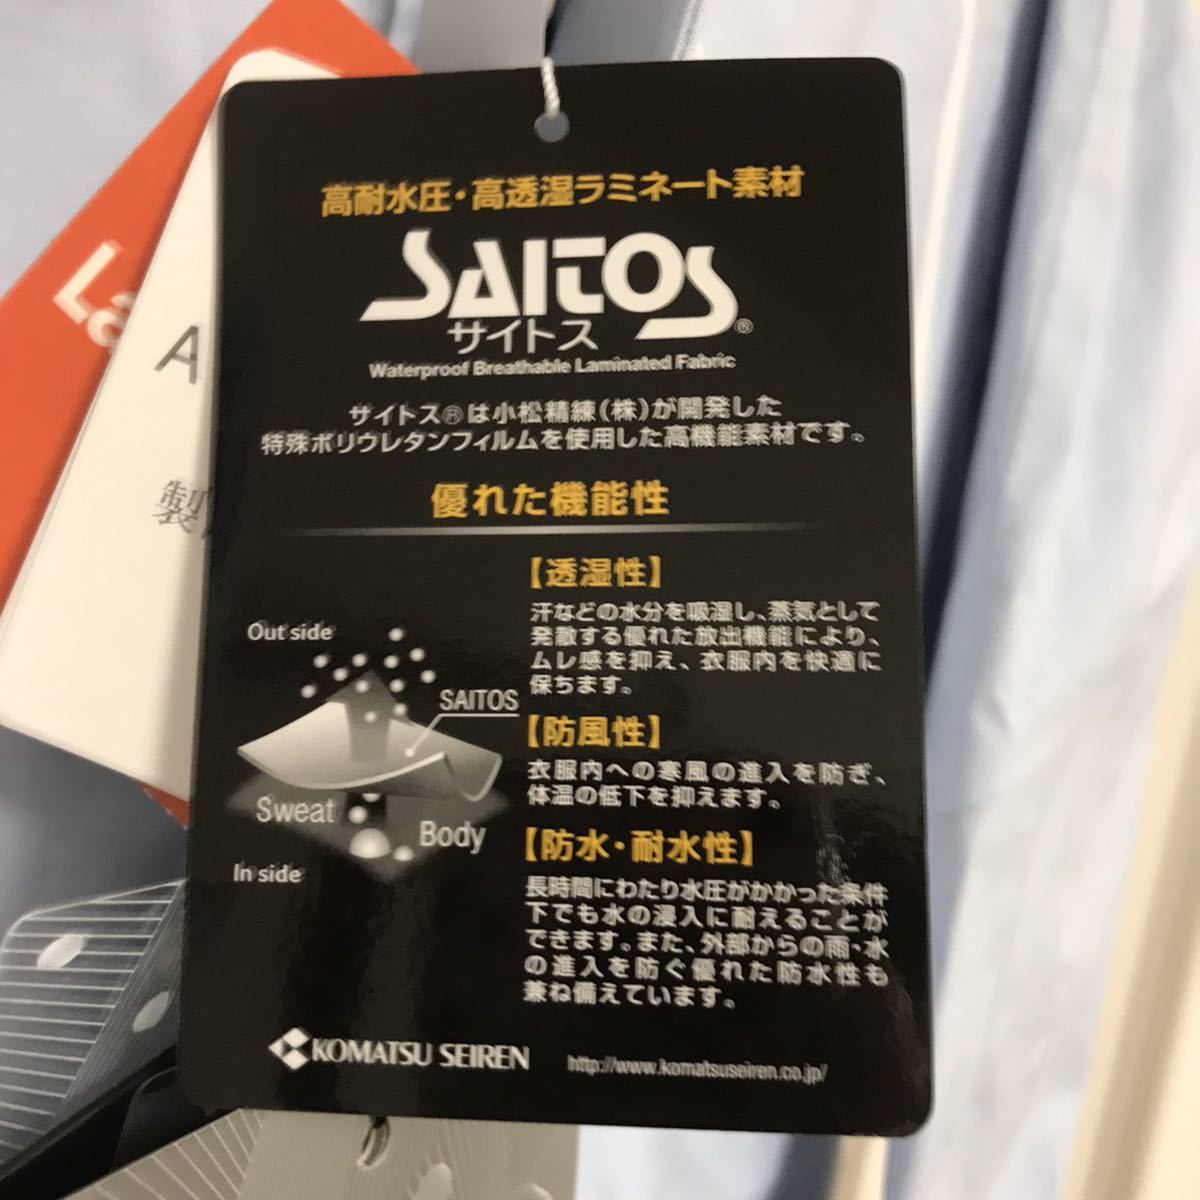 La
A
製
高耐水圧・高透湿ラミネート素材
SAITOS®
サイトス
Waterproof Breathable Laminated Fabric
サイトス®は小松精練(株)が開発した
特殊ポリウレタンフィルムを使用した高機能素材です。
優れた機能性
【透湿性】
汗などの水分を吸湿し、蒸気として
発散する優れた放出機能により、
ムレ感を抑え、衣服内を快適に
保ちます。
Out side
SAITOS
Sweat
Body
In side
【防風性】
衣服内への寒風の進入を防ぎ、
体温の低下を抑えます。
【防水・耐水性】
長時間にわたり水圧がかかった条件
下でも水の浸入に耐えることが
できます。また、外部からの雨・水
の進入を防ぐ優れた防水性も
兼ね備えています。
KOMATSU SEIREN
http://www.komatsuseiren.co.jp/